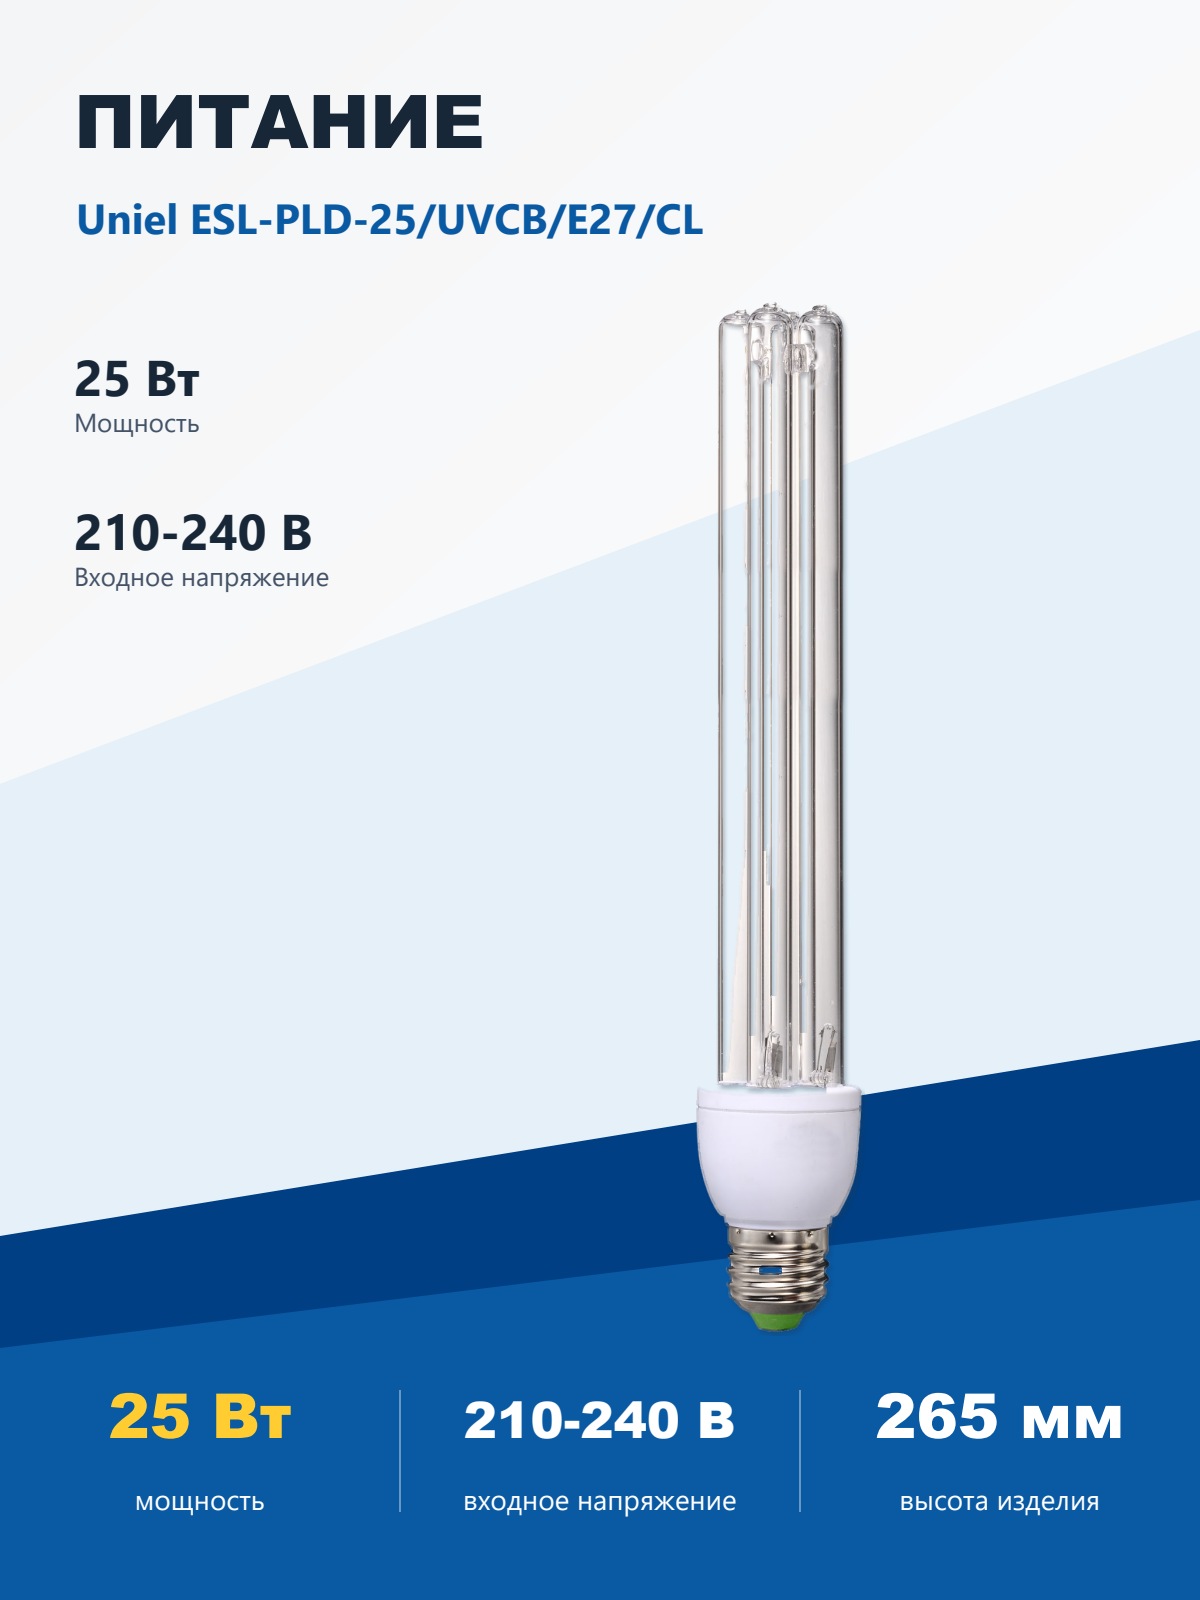 ПИТАНИЕ
Uniel ESL-PLD-25/UVCB/E27/CL
25 Вт
Мощность
210-240 В
Входное напряжение
25 Вт
мощность
210-240 В
входное напряжение
265 мм
высота изделия